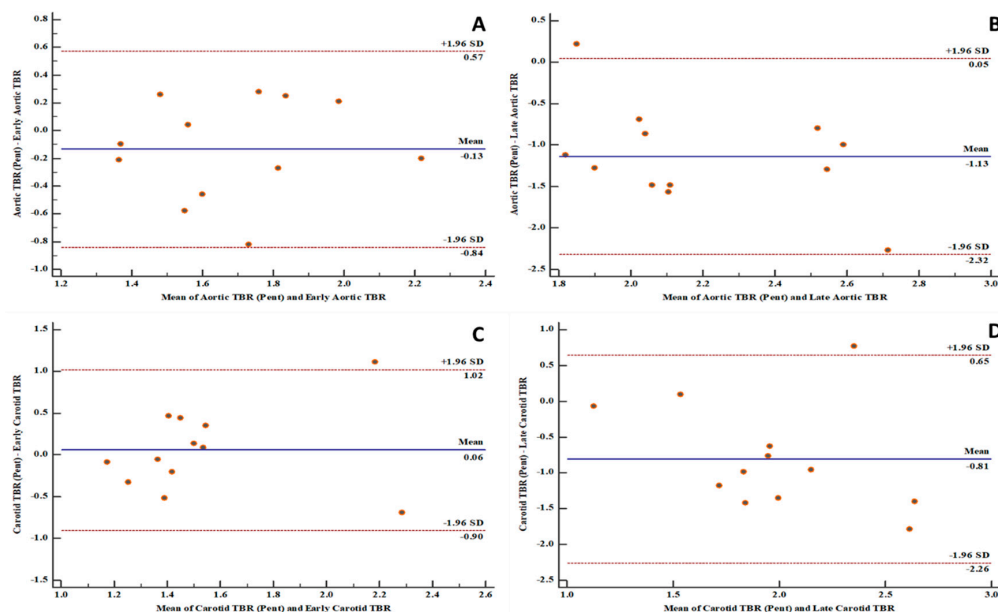 A
Aortic TBR (Pent) - Early Aortic TBR
0.8
0.6
0.4
0.2
0.0
-0.2
-0.4
-0.6
-0.8
-1.0
+1.96 SD
0.57
Mean
-0.13
-1.96 SD
-0.84
1.2 1.4 1.6 1.8 2.0 2.2 2.4
Mean of Aortic TBR (Pent) and Early Aortic TBR
B
Aortic TBR (Pent) - Late Aortic TBR
0.5
0.0
-0.5
-1.0
-1.5
-2.0
-2.5
+1.96 SD
0.05
Mean
-1.13
-1.96 SD
-2.32
1.8 2.0 2.2 2.4 2.6 2.8 3.0
Mean of Aortic TBR (Pent) and Late Aortic TBR
C
Carotid TBR (Pent) - Early Carotid TBR
1.5
1.0
0.5
0.0
-0.5
-1.0
-1.5
+1.96 SD
1.02
Mean
0.06
-1.96 SD
-0.90
1.0 1.2 1.4 1.6 1.8 2.0 2.2 2.4 2.6
Mean of Carotid TBR (Pent) and Early Carotid TBR
D
Carotid TBR (Pent) - Late Carotid TBR
1.0
0.5
0.0
-0.5
-1.0
-1.5
-2.0
-2.5
+1.96 SD
0.65
Mean
-0.81
-1.96 SD
-2.26
1.0 1.5 2.0 2.5 3.0
Mean of Carotid TBR (Pent) and Late Carotid TBR